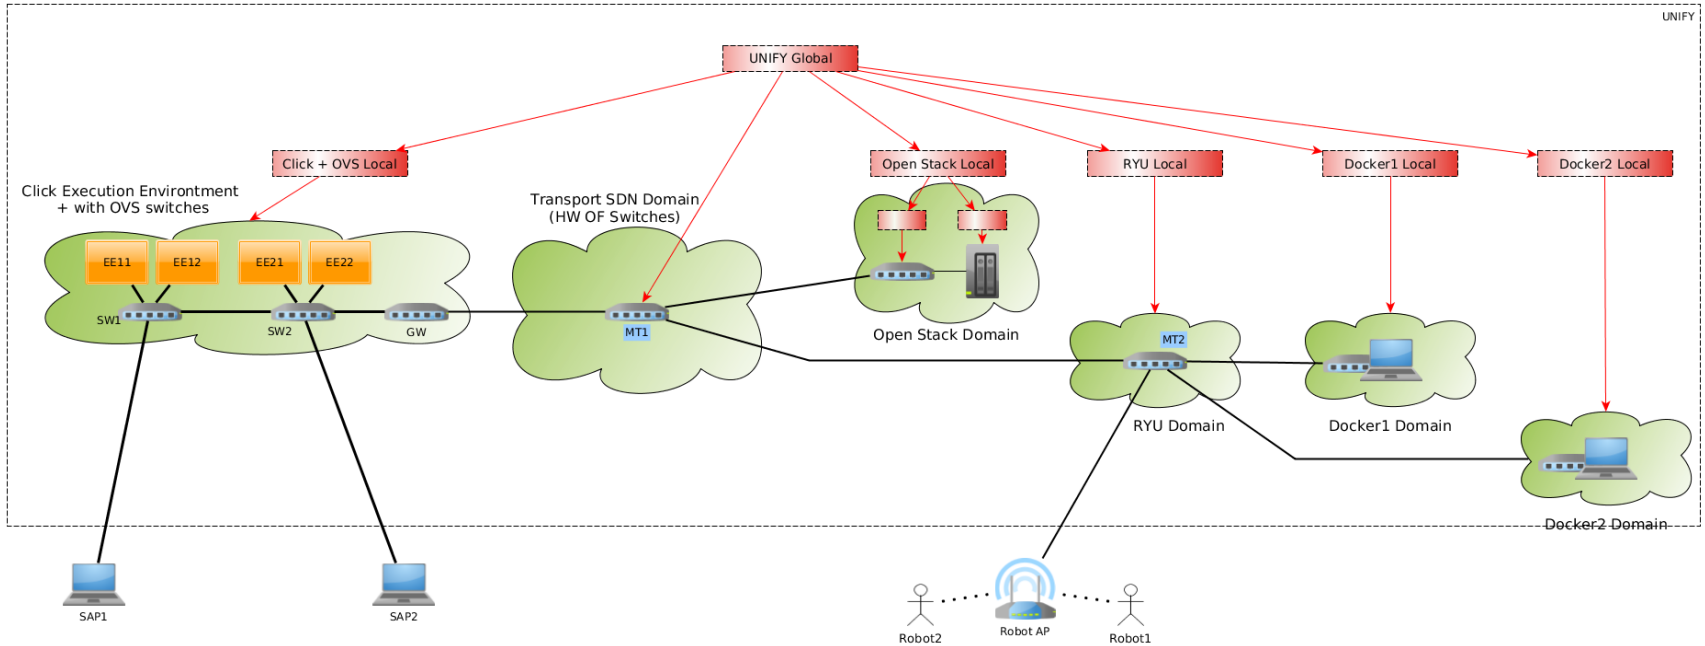 UNIFY
UNIFY Global
Click + OVS Local
Open Stack Local
RYU Local
Docker1 Local
Docker2 Local
Click Execution Environtment
+ with OVS switches
Transport SDN Domain
(HW OF Switches)
EE11
EE12
EE21
EE22
SW1
SW2
GW
MT1
Open Stack Domain
MT2
RYU Domain
Docker1 Domain
Docker2 Domain
SAP1
SAP2
Robot2
Robot AP
Robot1